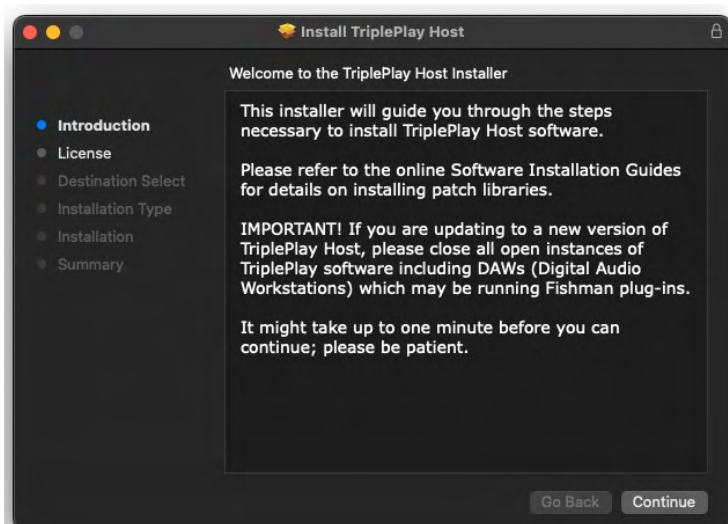 Install TriplePlay Host
Welcome to the TriplePlay Host Installer
Introduction
License
Destination Select
Installation Type
Installation
Summary
This installer will guide you through the steps
necessary to install TriplePlay Host software.
Please refer to the online Software Installation Guides
for details on installing patch libraries.
IMPORTANT! If you are updating to a new version of
TriplePlay Host, please close all open instances of
TriplePlay software including DAWs (Digital Audio
Workstations) which may be running Fishman plug-ins.
It might take up to one minute before you can
continue; please be patient.
Go Back
Continue